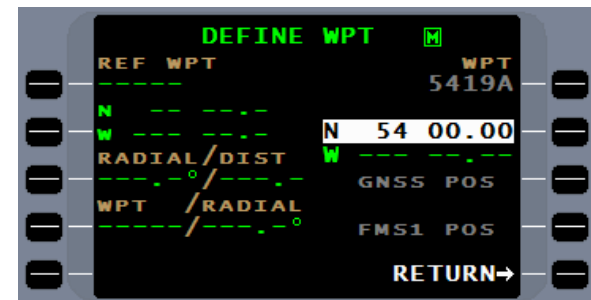 DEFINE WPT M
REF WPT WPT
----- 5419A
N -- --.-
W --- --.- N 54 00.00
RADIAL/DIST W --- --.--
---.-°/---.- GNSS POS
WPT /RADIAL
-----/---.-° FMS1 POS
RETURN→